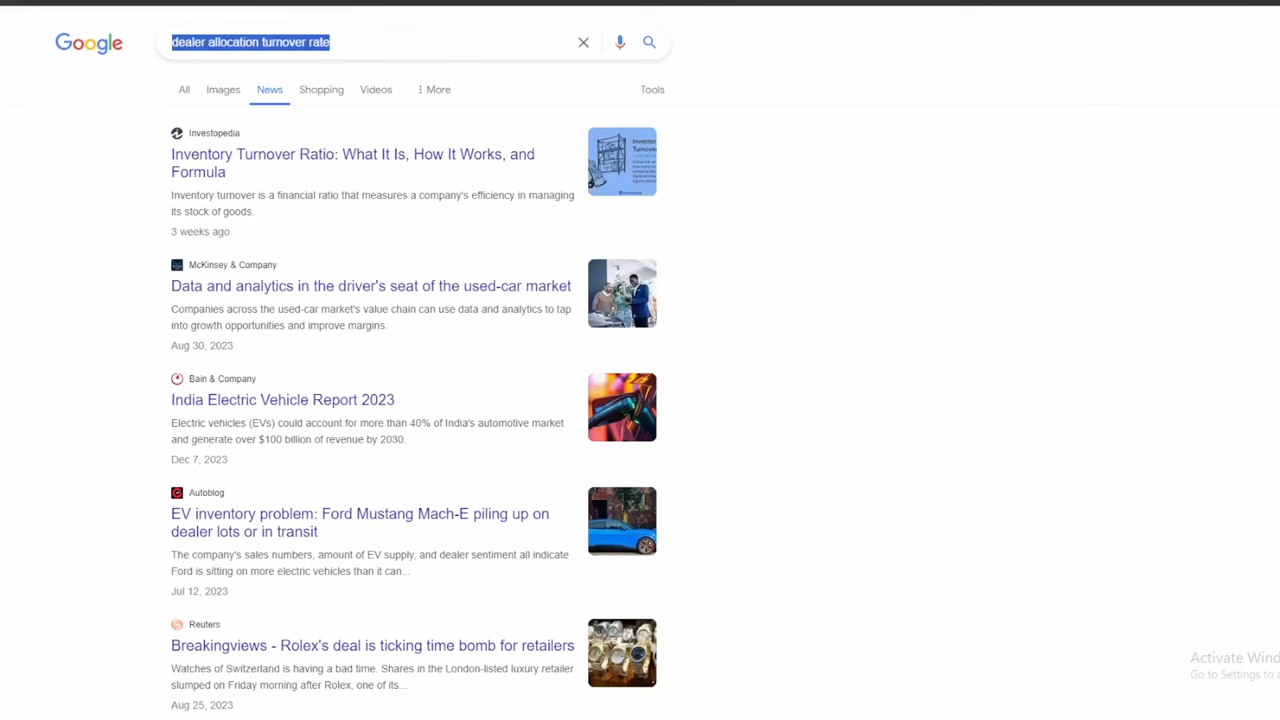 Google
dealer allocation turnover rate
All Images News Shopping Videos More Tools
Investopedia
Inventory Turnover Ratio: What It Is, How It Works, and
Formula
Inventory turnover is a financial ratio that measures a company's efficiency in managing
its stock of goods.
3 weeks ago
McKinsey & Company
Data and analytics in the driver's seat of the used-car market
Companies across the used-car market's value chain can use data and analytics to tap
into growth opportunities and improve margins.
Aug 30, 2023
Bain & Company
India Electric Vehicle Report 2023
Electric vehicles (EVs) could account for more than 40% of India's automotive market
and generate over $100 billion of revenue by 2030.
Dec 7, 2023
Autoblog
EV inventory problem: Ford Mustang Mach-E piling up on
dealer lots or in transit
The company's sales numbers, amount of EV supply, and dealer sentiment all indicate
Ford is sitting on more electric vehicles than it can...
Jul 12, 2023
Reuters
Breakingviews - Rolex's deal is ticking time bomb for retailers
Watches of Switzerland is having a bad time. Shares in the London-listed luxury retailer
slumped on Friday morning after Rolex, one of its...
Aug 25, 2023
Activate Wind
Go to Settings to a